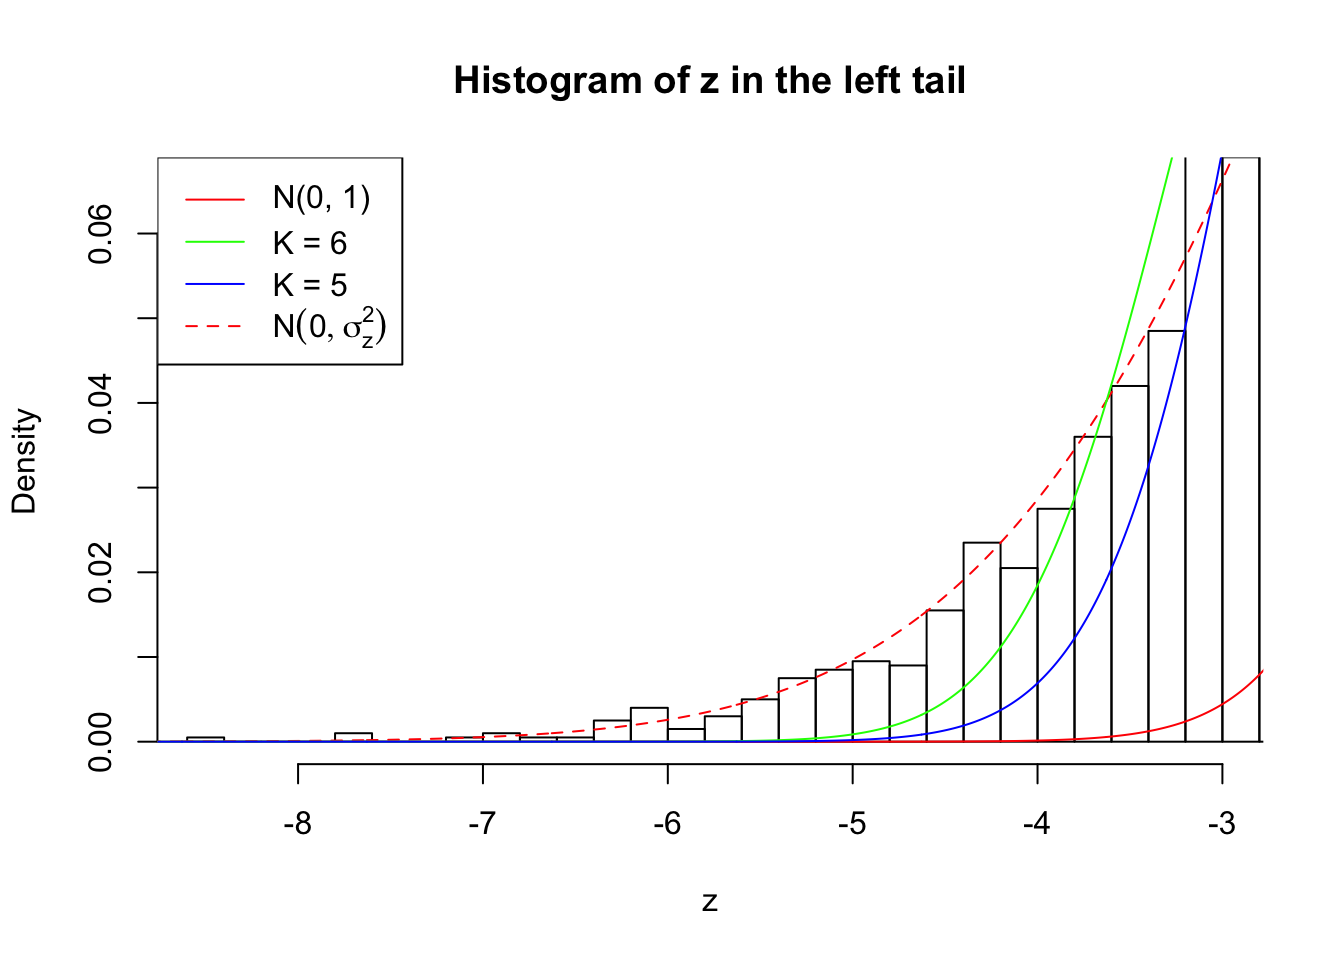 Histogram of z in the left tail
N(0, 1)
K = 6
K = 5
N(0, σz²)
Density
0.00
0.02
0.04
0.06
-8
-7
-6
-5
-4
-3
z